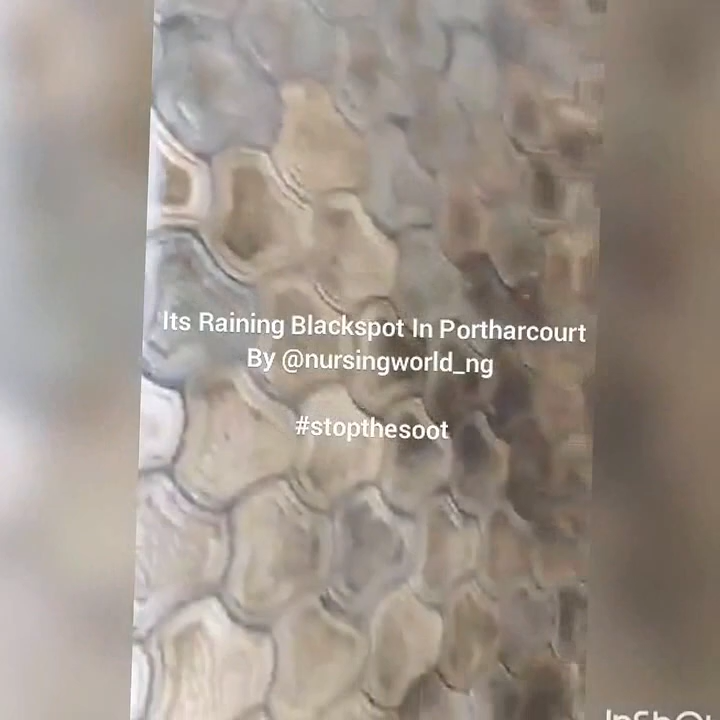 Its Raining Blackspot In Portharcourt
By @nursingworld_ng
#stopthesoot